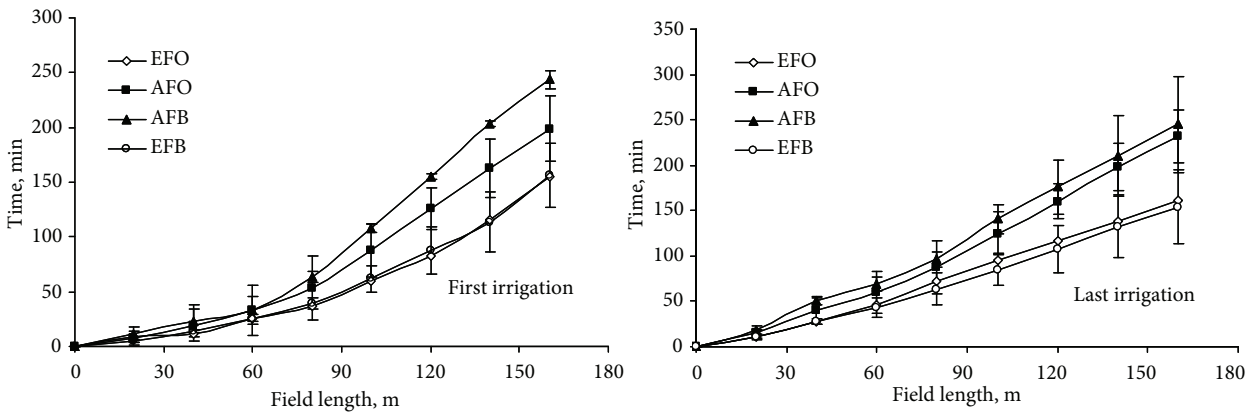 300
250
200
150
100
50
0
Time, min
EFO
AFO
AFB
EFB
First irrigation
0 30 60 90 120 150 180
Field length, m
350
300
250
200
150
100
50
0
Time, min
EFO
AFO
AFB
EFB
Last irrigation
0 30 60 90 120 150 180
Field length, m